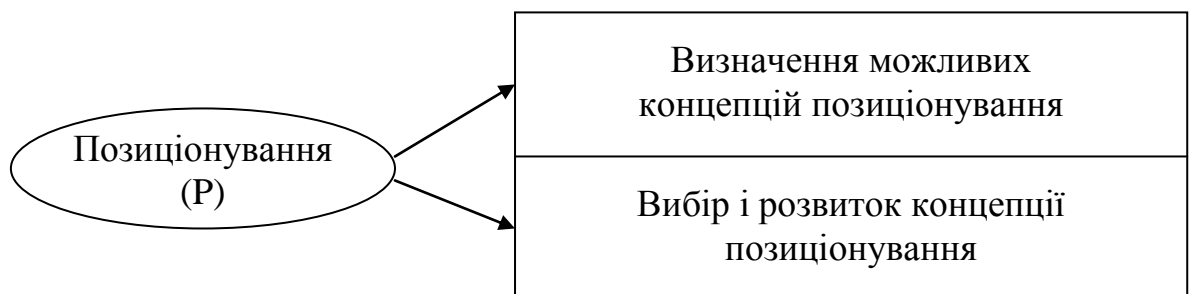 Позиціонування
(P)
Визначення можливих
концепцій позиціонування
Вибір і розвиток концепції
позиціонування